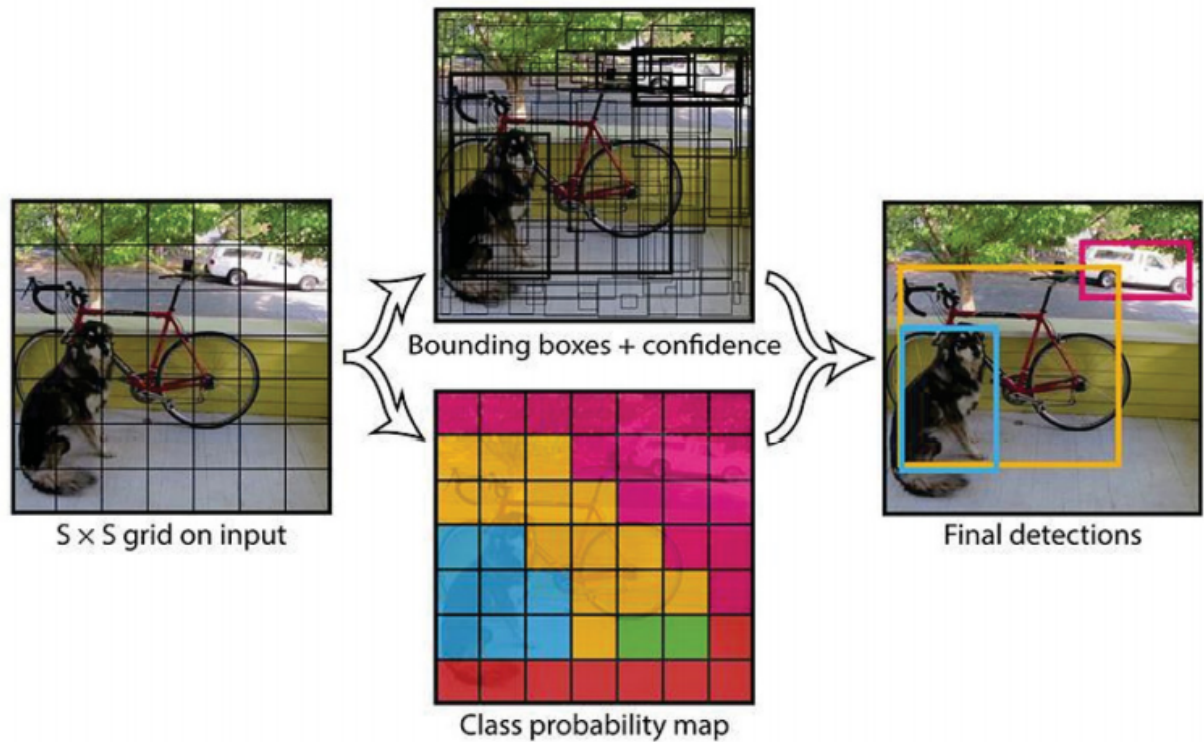 Bounding boxes + confidence
S × S grid on input
Final detections
Class probability map